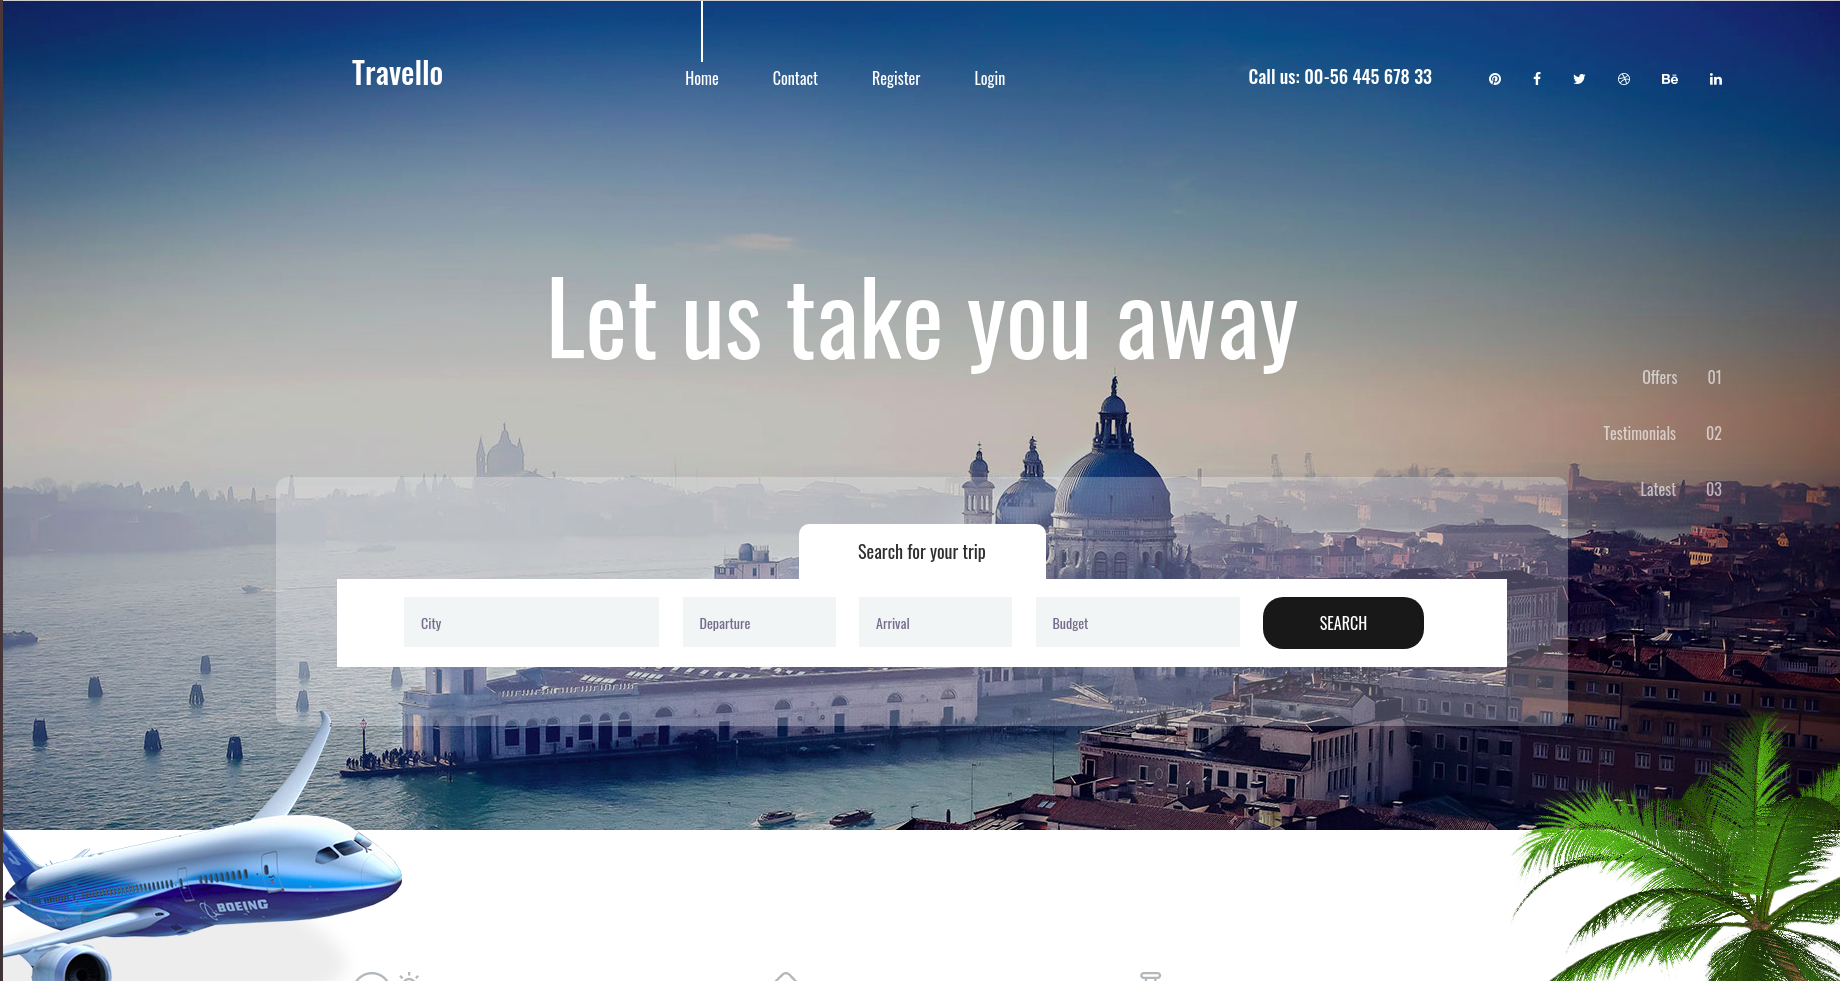 Travello
Home Contact Register Login
Call us: 00-56 445 678 33
Bē in
Let us take you away
Offers 01
Testimonials 02
Latest 03
Search for your trip
City Departure Arrival Budget SEARCH
BOEING